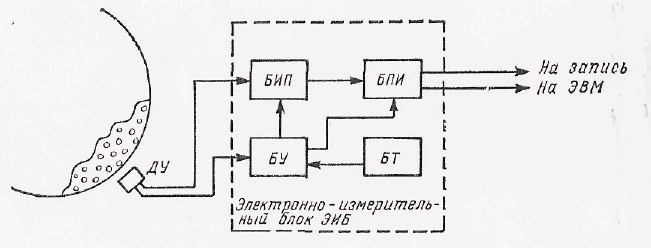 БИП
БПИ
На запись
На ЭВМ
ДУ
БУ
БТ
Электронно-измеритель-
ный блок ЭИБ